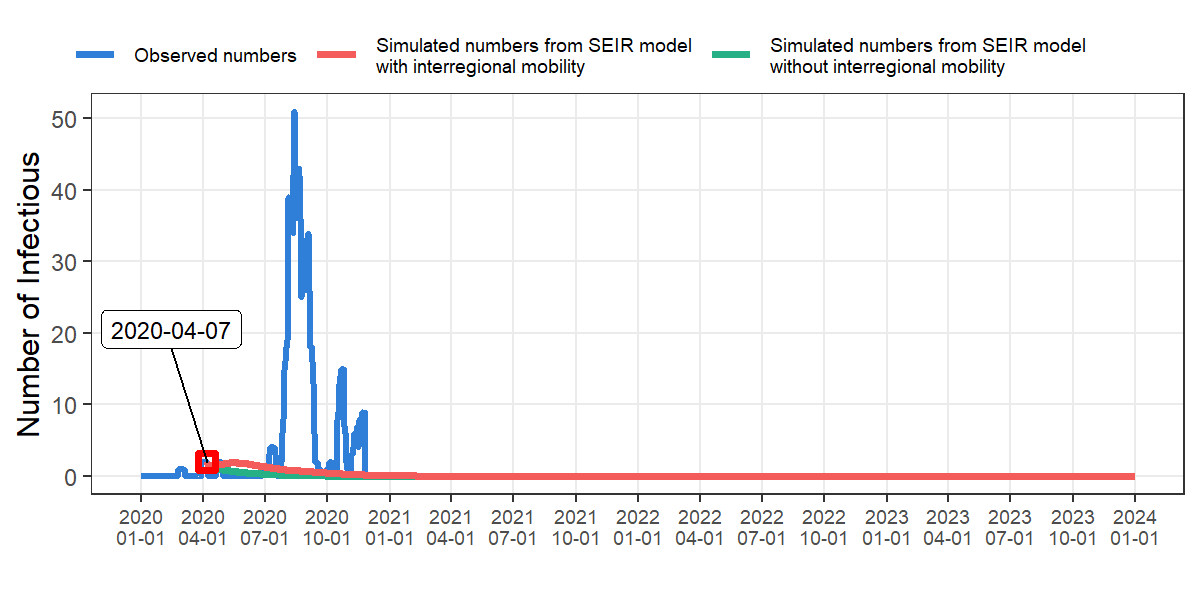 Observed numbers
Simulated numbers from SEIR model
with interregional mobility
Simulated numbers from SEIR model
without interregional mobility
Number of Infectious
50
40
30
20
10
0
2020-04-07
2020 2020 2020 2020 2021 2021 2021 2021 2022 2022 2022 2022 2023 2023 2023 2023 2024
01-01 04-01 07-01 10-01 01-01 04-01 07-01 10-01 01-01 04-01 07-01 10-01 01-01 04-01 07-01 10-01 01-01